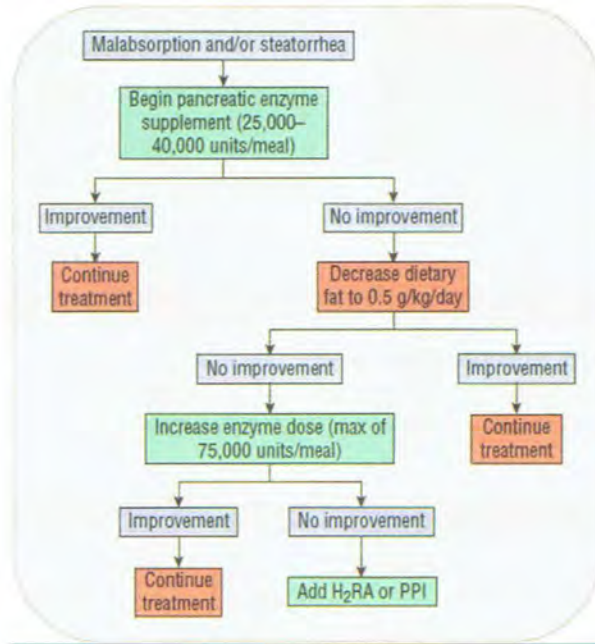 Malabsorption and/or steatorrhea
Begin pancreatic enzyme
supplement (25,000–
40,000 units/meal)
Improvement
No improvement
Continue
treatment
Decrease dietary
fat to 0.5 g/kg/day
No improvement
Improvement
Increase enzyme dose (max of
75,000 units/meal)
Continue
treatment
Improvement
No improvement
Continue
treatment
Add H₂RA or PPI